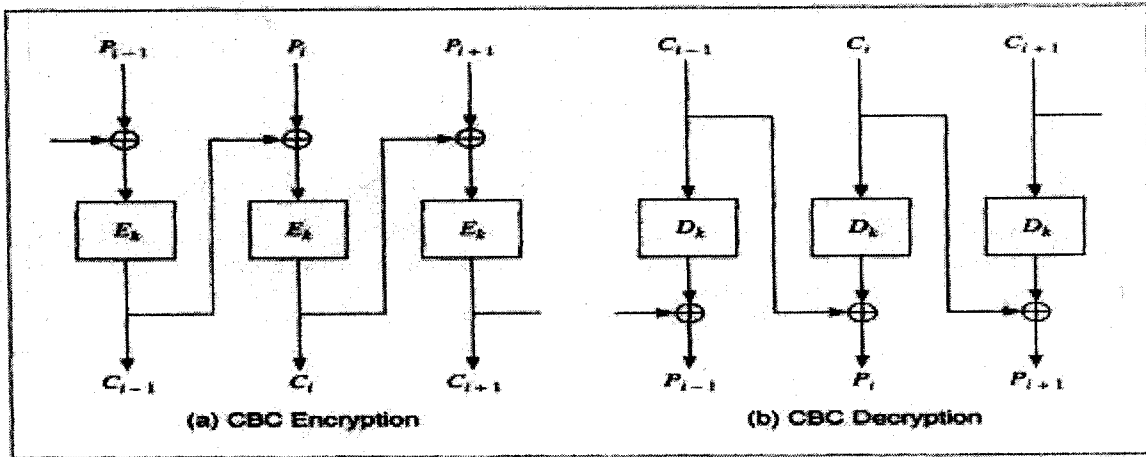 P_{i-1} P_i P_{i+1}
E_k E_k E_k
C_{i-1} C_i C_{i+1}
(a) CBC Encryption
C_{i-1} C_i C_{i+1}
D_k D_k D_k
P_{i-1} P_i P_{i+1}
(b) CBC Decryption